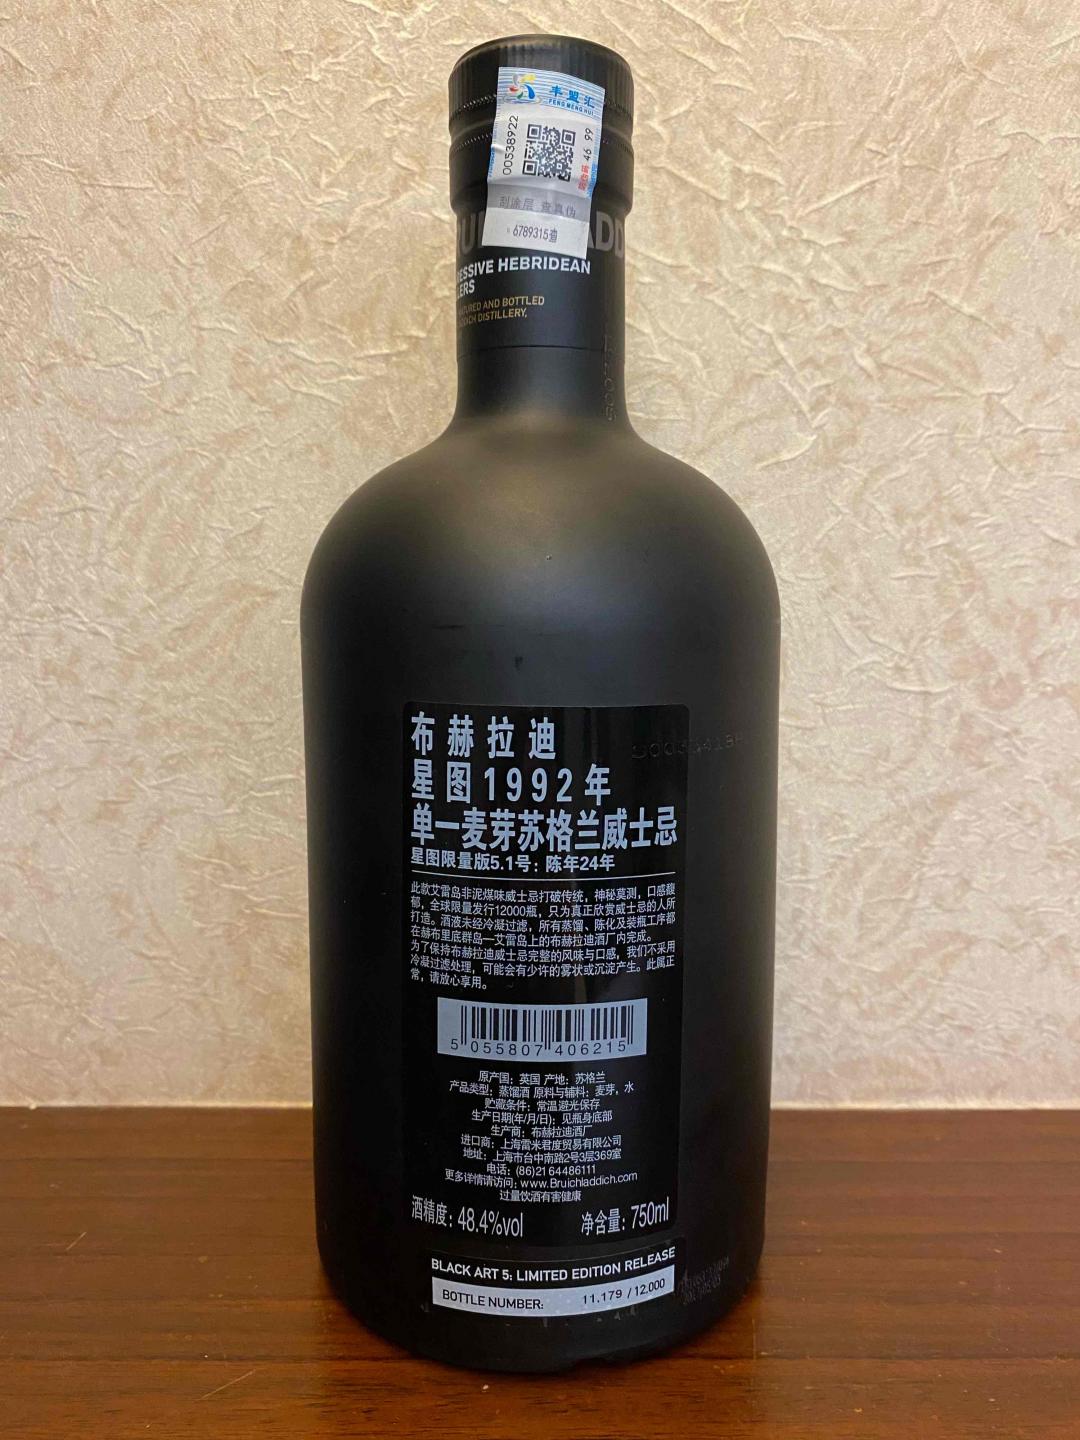 丰盟汇
FENG MENG HUI
00538922
46 99
刮涂层 查真伪
6789315查
ESSIVE HEBRIDEAN
ERS
AND BOTTLED
DISTILLERY,
布赫拉迪
星图1992年
单一麦芽苏格兰威士忌
星图限量版5.1号：陈年24年
此款艾雷岛非泥煤味威士忌打破传统，神秘莫测，口感馥
郁，全球限量发行12000瓶，只为真正欣赏威士忌的人所
打造。酒液未经冷凝过滤，所有蒸馏、陈化及装瓶工序都
在赫布里底群岛—艾雷岛上的布赫拉迪酒厂内完成。
为了保持布赫拉迪威士忌完整的风味与口感，我们不采用
冷凝过滤处理，可能会有少许的雾状或沉淀产生。此属正
常，请放心享用。
5 055807 406215
原产国：英国 产地：苏格兰
产品类型：蒸馏酒 原料与辅料：麦芽，水
贮藏条件：常温避光保存
生产日期(年/月/日)：见瓶身底部
生产商：布赫拉迪酒厂
进口商：上海雷米君度贸易有限公司
地址：上海市台中南路2号3层369室
电话：(86)21 64486111
更多详情请访问：www.Bruichladdich.com
过量饮酒有害健康
酒精度：48.4%vol 净含量：750ml
BLACK ART 5: LIMITED EDITION RELEASE
BOTTLE NUMBER: 11.179 / 12,000